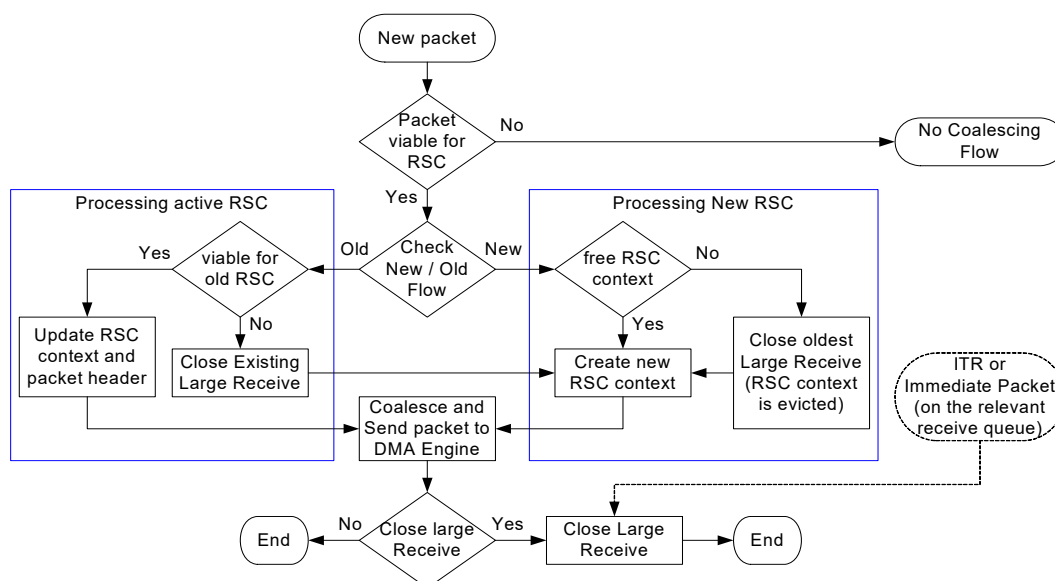 New packet
Packet
viable for
RSC
No
No Coalescing
Flow
Yes
Processing active RSC
Processing New RSC
Yes
viable for
old RSC
Old
Check
New / Old
Flow
New
free RSC
context
No
No
Yes
Update RSC
context and
packet header
Close Existing
Large Receive
Create new
RSC context
Close oldest
Large Receive
(RSC context
is evicted)
ITR or
Immediate Packet
(on the relevant
receive queue)
Coalesce and
Send packet to
DMA Engine
End
No
Close large
Receive
Yes
Close Large
Receive
End